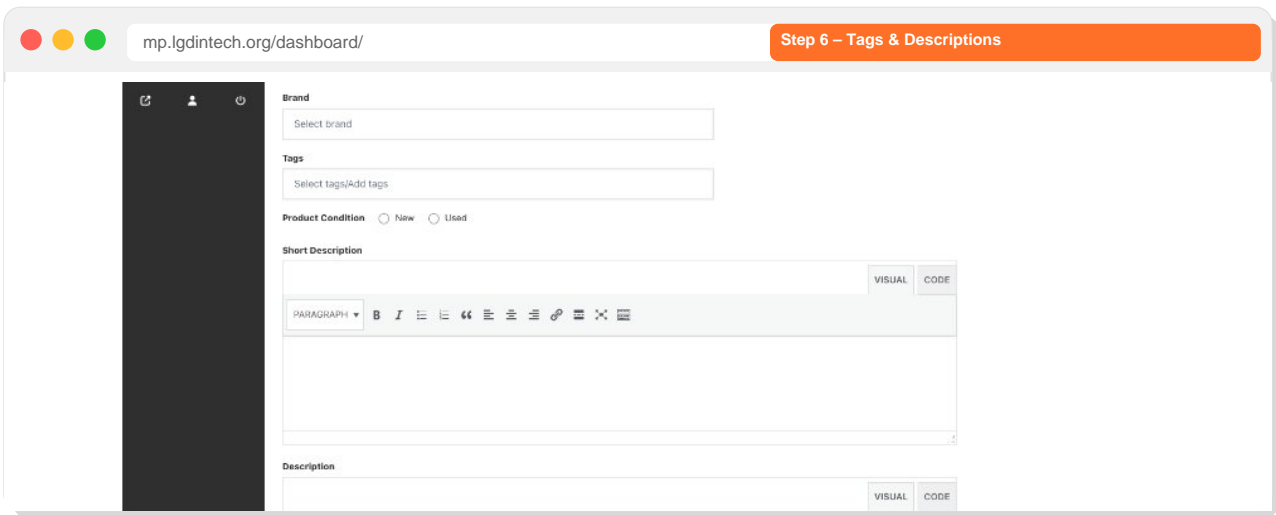 mp.lgdintech.org/dashboard/
Step 6 – Tags & Descriptions
Brand
Select brand
Tags
Select tags/Add tags
Product Condition New Used
Short Description
VISUAL CODE
PARAGRAPH
Description
VISUAL CODE